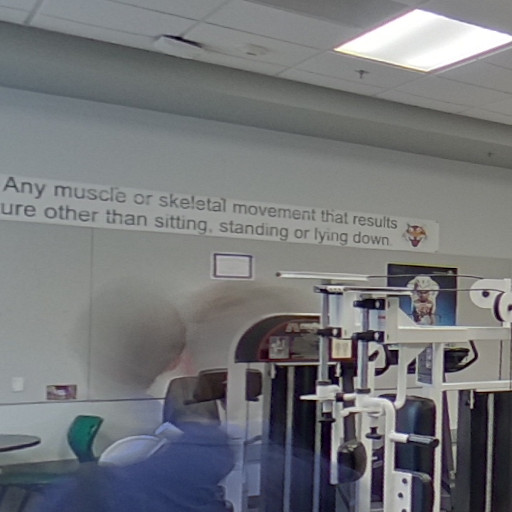 Any muscle or skeletal movement that results
ure other than sitting, standing or lying down.